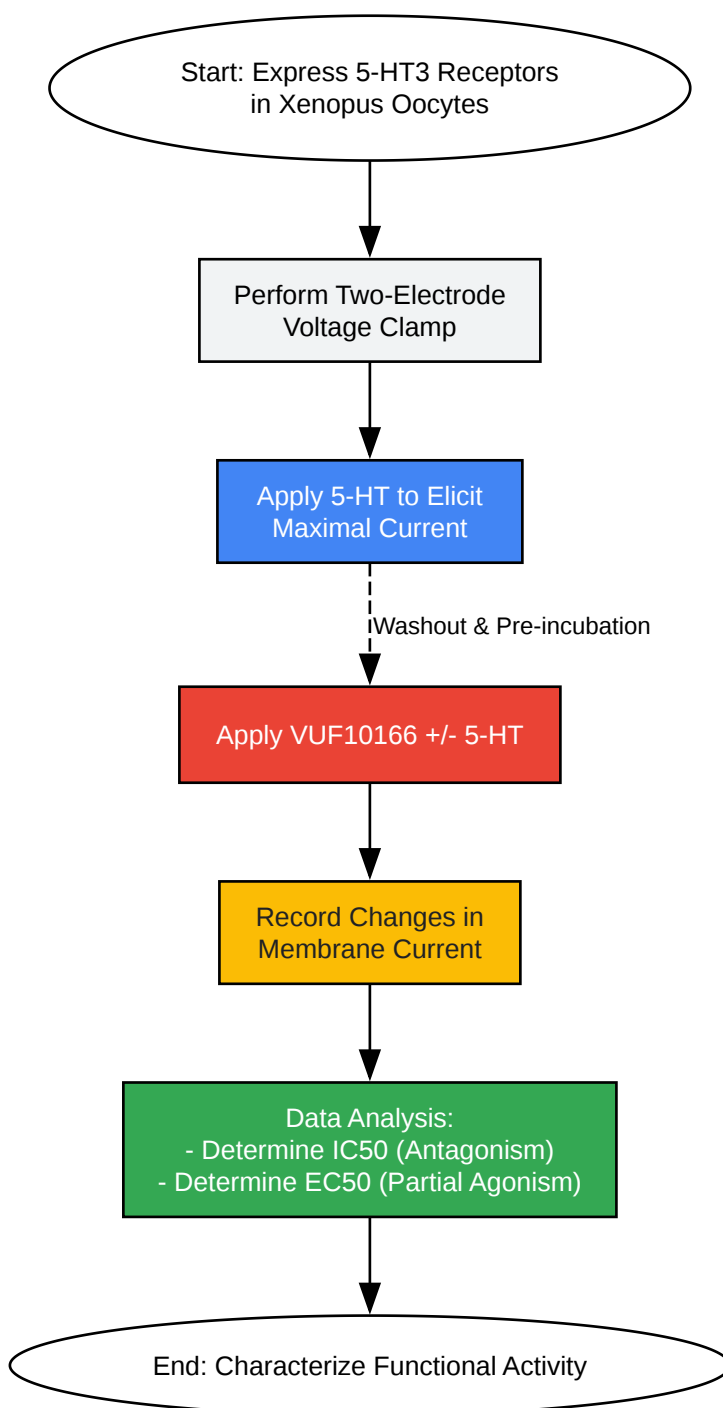 Start: Express 5-HT3 Receptors
in Xenopus Oocytes
Perform Two-Electrode
Voltage Clamp
Apply 5-HT to Elicit
Maximal Current
Washout & Pre-incubation
Apply VUF10166 +/- 5-HT
Record Changes in
Membrane Current
Data Analysis:
- Determine IC50 (Antagonism)
- Determine EC50 (Partial Agonism)
End: Characterize Functional Activity